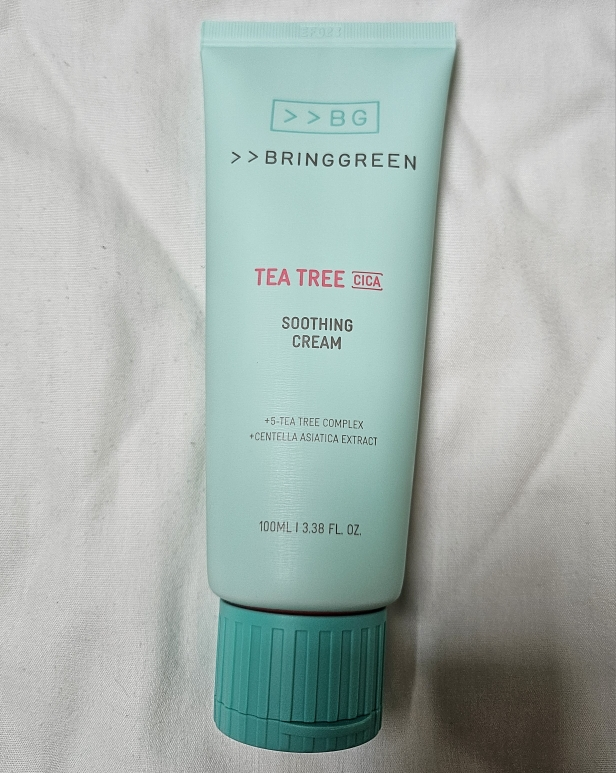 >>BG
>>BRINGGREEN
TEA TREE CICA
SOOTHING
CREAM
+5-TEA TREE COMPLEX
+CENTELLA ASIATICA EXTRACT
100ML I 3.38 FL. OZ.